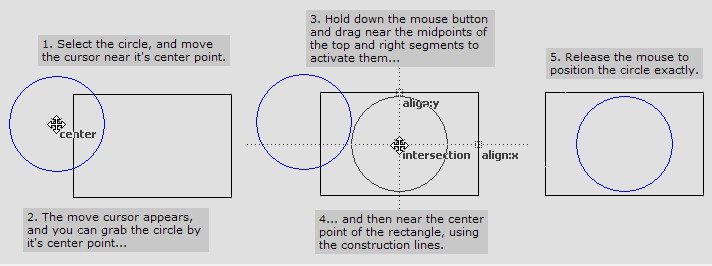 1. Select the circle, and move
the cursor near it's center point.
center
2. The move cursor appears,
and you can grab the circle by
it's center point...
3. Hold down the mouse button
and drag near the midpoints of
the top and right segments to
activate them...
align:y
intersection
align:x
4... and then near the center
point of the rectangle, using
the construction lines.
5. Release the mouse to
position the circle exactly.